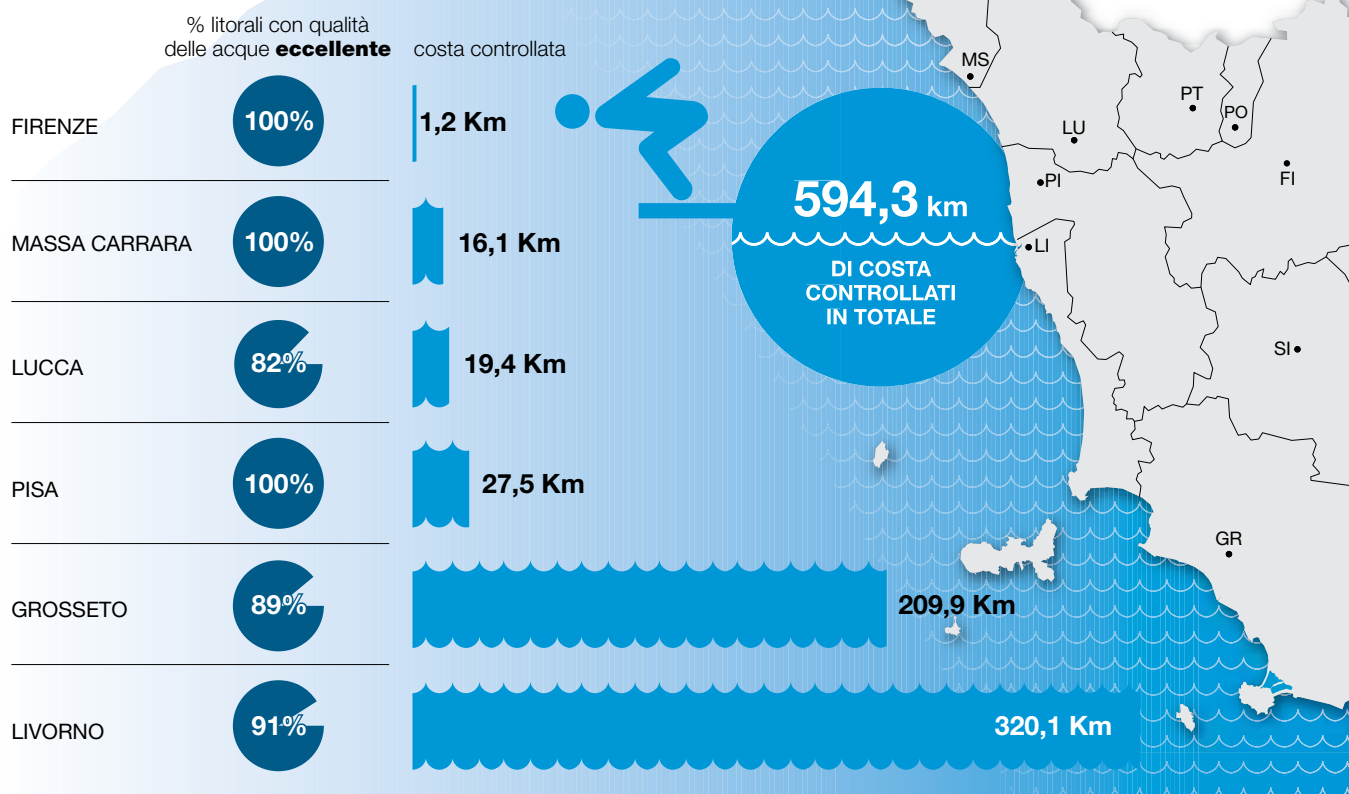 % litorali con qualità
delle acque eccellente
costa controllata
FIRENZE
100%
1,2 Km
MASSA CARRARA
100%
16,1 Km
LUCCA
82%
19,4 Km
PISA
100%
27,5 Km
GROSSETO
89%
209,9 Km
LIVORNO
91%
320,1 Km
594,3 km
DI COSTA
CONTROLLATI
IN TOTALE
MS
PT
PO
LU
FI
PI
LI
SI
GR